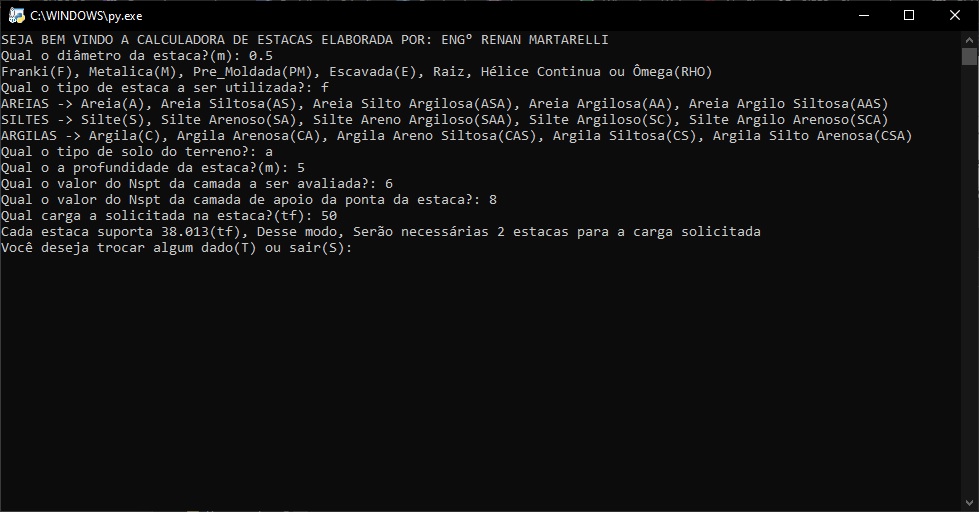 C:\WINDOWS\py.exe
SEJA BEM VINDO A CALCULADORA DE ESTACAS ELABORADA POR: ENGº RENAN MARTARELLI
Qual o diâmetro da estaca?(m): 0.5
Franki(F), Metalica(M), Pre_Moldada(PM), Escavada(E), Raiz, Hélice Continua ou Ômega(RHO)
Qual o tipo de estaca a ser utilizada?: f
AREIAS -> Areia(A), Areia Siltosa(AS), Areia Silto Argilosa(ASA), Areia Argilosa(AA), Areia Argilo Siltosa(AAS)
SILTES -> Silte(S), Silte Arenoso(SA), Silte Areno Argiloso(SAA), Silte Argiloso(SC), Silte Argilo Arenoso(SCA)
ARGILAS -> Argila(C), Argila Arenosa(CA), Argila Areno Siltosa(CAS), Argila Siltosa(CS), Argila Silto Arenosa(CSA)
Qual o tipo de solo do terreno?: a
Qual o a profundidade da estaca?(m): 5
Qual o valor do Nspt da camada a ser avaliada?: 6
Qual o valor do Nspt da camada de apoio da ponta da estaca?: 8
Qual carga a solicitada na estaca?(tf): 50
Cada estaca suporta 38.013(tf), Desse modo, Serão necessárias 2 estacas para a carga solicitada
Você deseja trocar algum dado(T) ou sair(S):